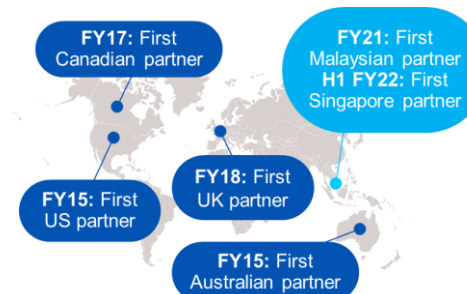 FY17: First
Canadian partner
FY21: First
Malaysian partner
H1 FY22: First
Singapore partner
FY15: First
US partner
FY18: First
UK partner
FY15: First
Australian partner